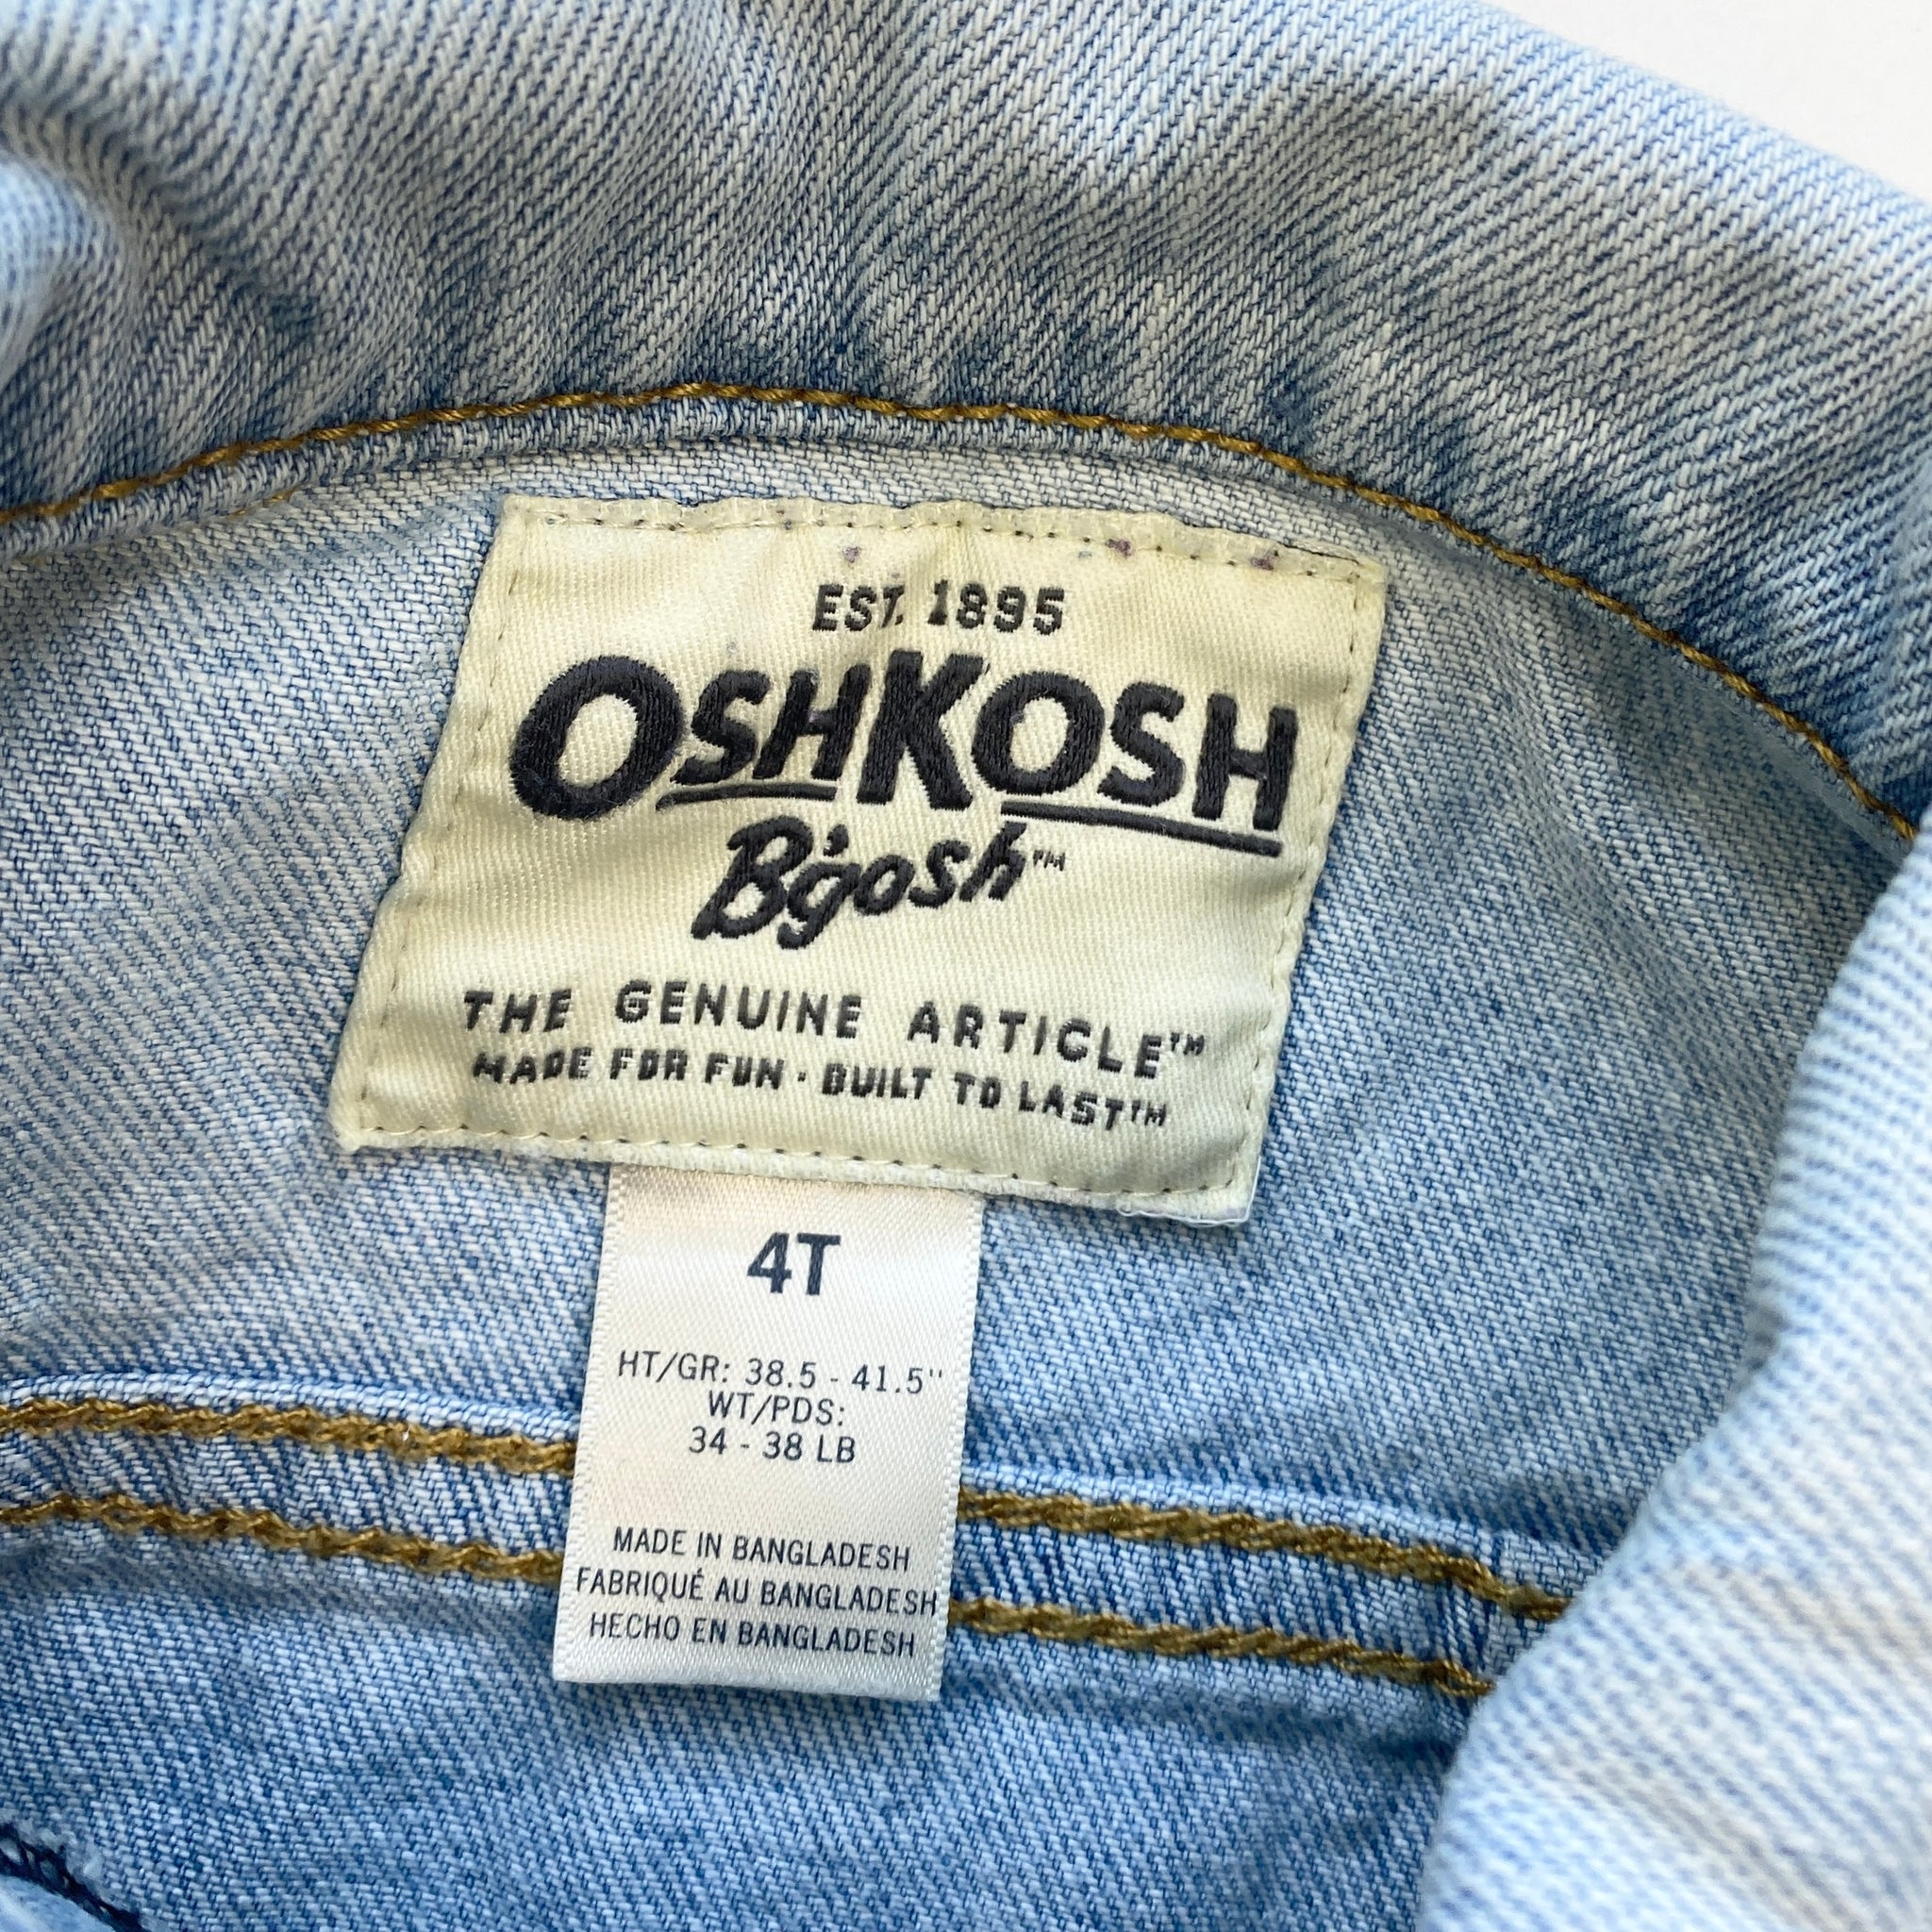 EST. 1895
OSHKOSH
B'gosh™
THE GENUINE ARTICLE™
MADE FOR FUN · BUILT TO LAST™
4T
HT/GR: 38.5 - 41.5"
WT/PDS:
34 - 38 LB
MADE IN BANGLADESH
FABRIQUÉ AU BANGLADESH
HECHO EN BANGLADESH